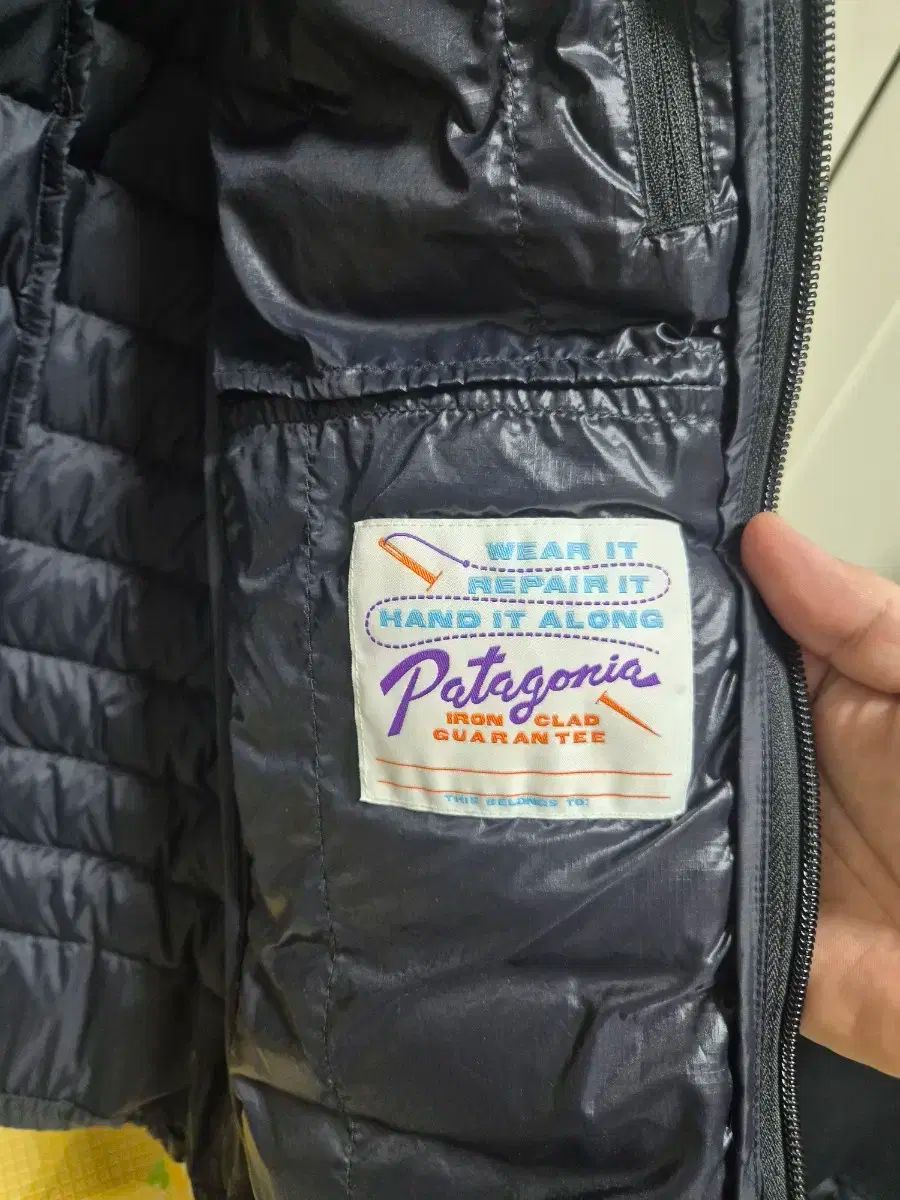 WEAR IT
REPAIR IT
HAND IT ALONG
Patagonia
IRON CLAD
GUARANTEE
THIS BELONGS TO: